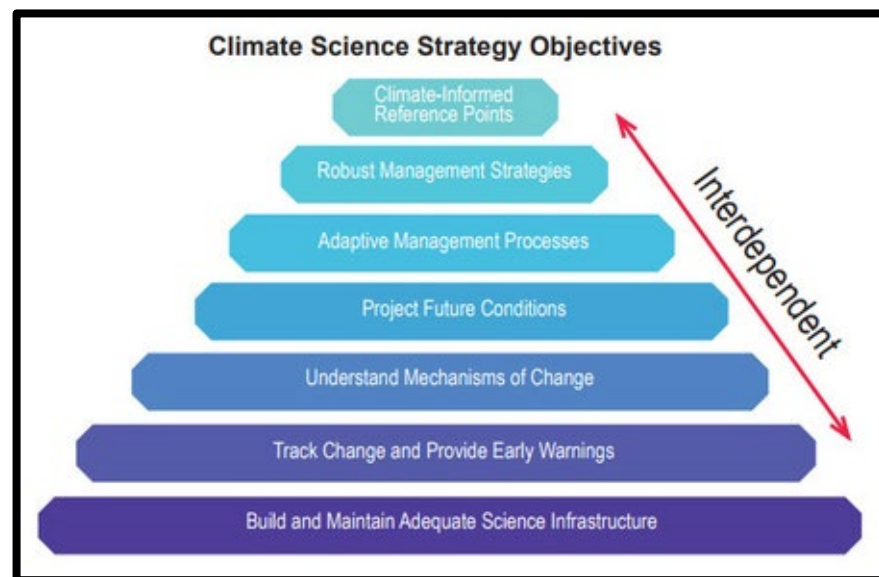 Climate Science Strategy Objectives
Climate-Informed
Reference Points
Robust Management Strategies
Adaptive Management Processes
Project Future Conditions
Understand Mechanisms of Change
Track Change and Provide Early Warnings
Build and Maintain Adequate Science Infrastructure
Interdependent